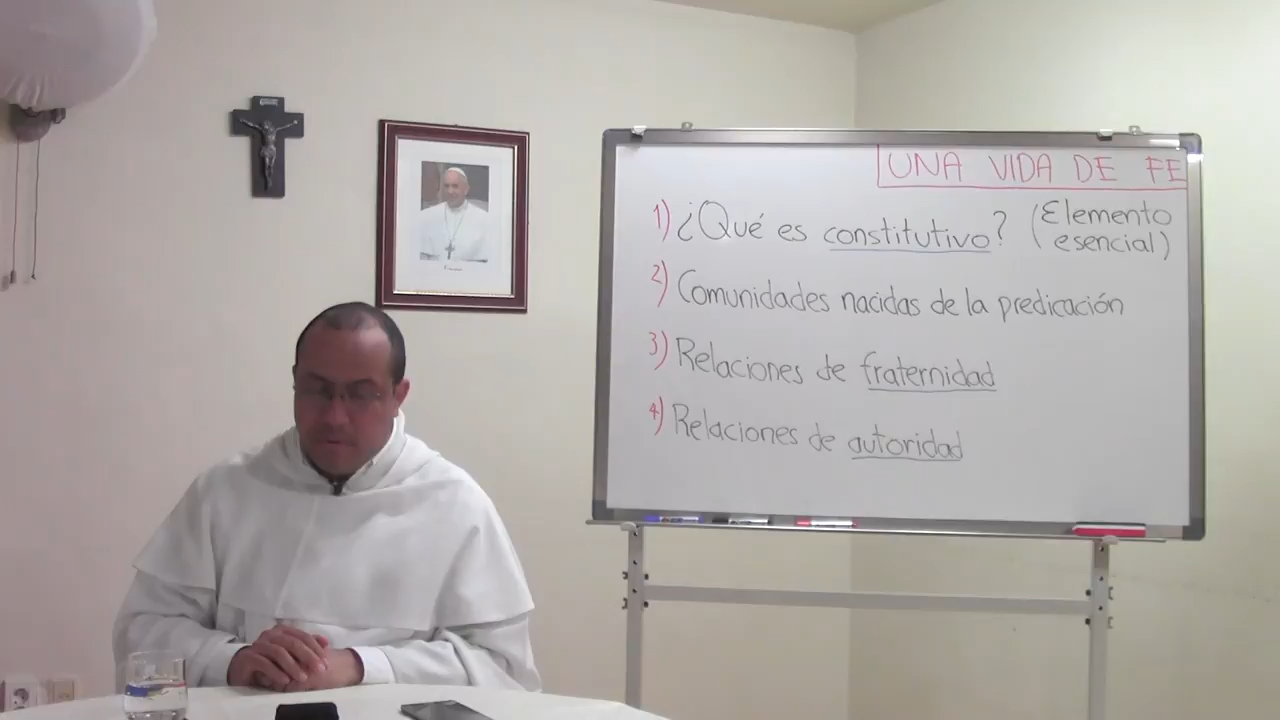 UNA VIDA DE FE
1) ¿Qué es constitutivo? (Elemento
esencial)
2) Comunidades nacidas de la predicación
3) Relaciones de fraternidad
4) Relaciones de autoridad